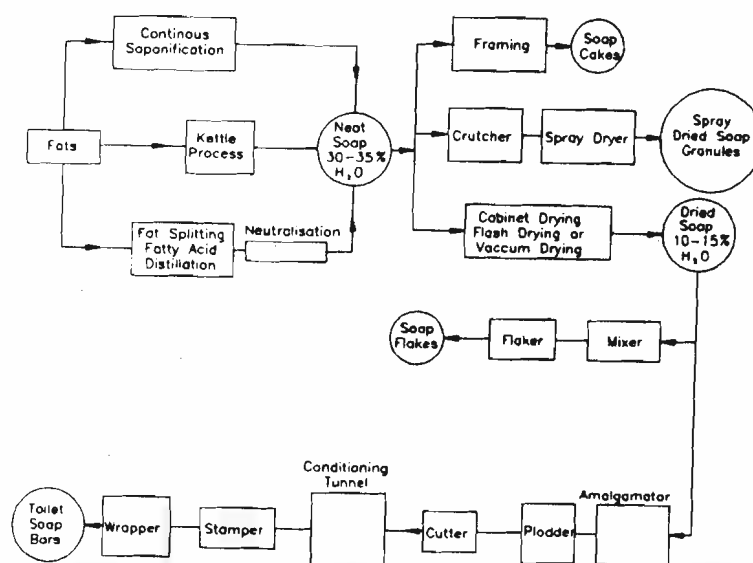 Continous
Saponification
Fats
Kettle
Process
Fat Splitting
Fatty Acid
Distillation
Neutralisation
Neat
Soap
30-35%
H₂O
Framing
Soap
Cakes
Crutcher
Spray Dryer
Spray
Dried Soap
Granules
Cabinet Drying
Flash Drying or
Vaccum Drying
Dried
Soap
10-15%
H₂O
Soap
Flakes
Flaker
Mixer
Toilet
Soap
Bars
Wrapper
Stamper
Conditioning
Tunnel
Cutter
Plodder
Amalgamator